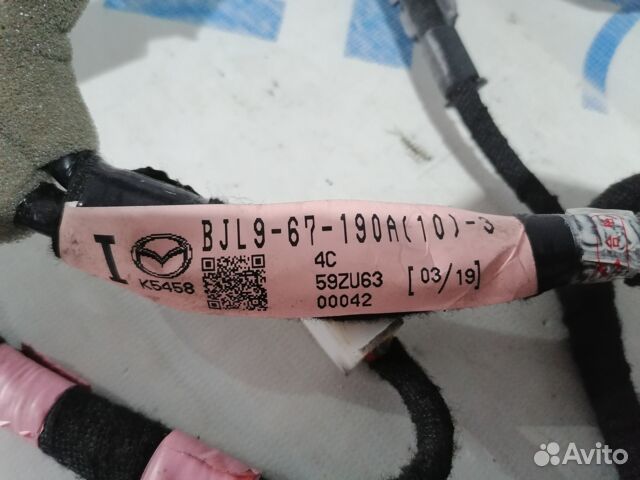 I
BJL9-67-190A(10)-3
4C
K5458
59ZU63 [03/19]
00042
Avito